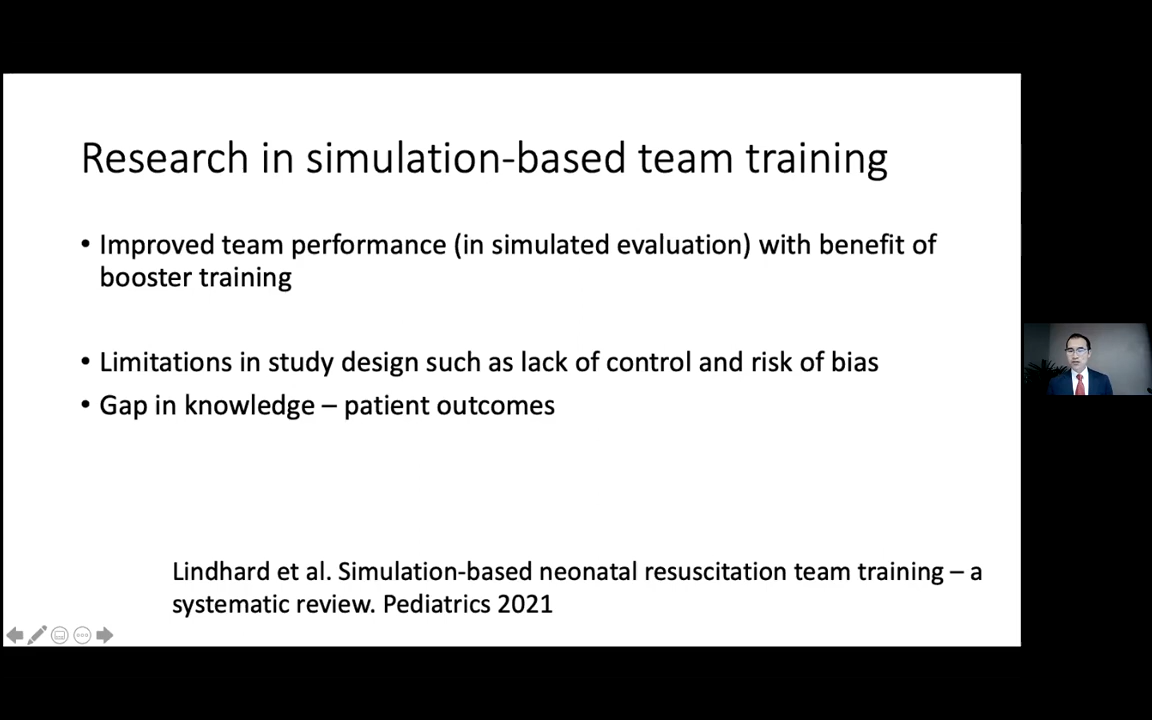 Research in simulation-based team training
• Improved team performance (in simulated evaluation) with benefit of
booster training
• Limitations in study design such as lack of control and risk of bias
• Gap in knowledge – patient outcomes
Lindhard et al. Simulation-based neonatal resuscitation team training – a
systematic review. Pediatrics 2021